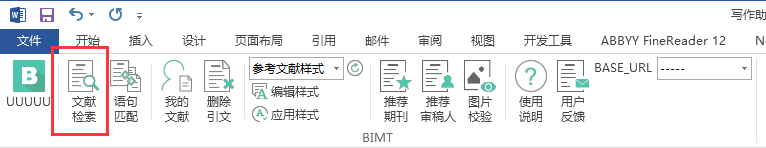 写作助
文件 开始 插入 设计 页面布局 引用 邮件 审阅 视图 开发工具 ABBYY FineReader 12
B
UUUUU
文献
检索
语句
匹配
我的
文献
删除
引文
参考文献样式
编辑样式
应用样式
推荐
期刊
推荐
审稿人
图片
校验
使用
说明
用户
反馈
BASE_URL -----
BIMT